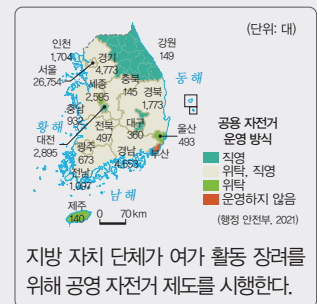 (단위: 대)
인천
1,704
경기
4,773
강원
149
서울
26,754
세종
2,595
충북
145
경북
1,773
동해
충남
932
황해
전북
497
대구
360
울산
493
대전
2,895
광주
673
경남
4,653
부산
전남
1,097
남해
제주
140
0 70 km
공용 자전거
운영 방식
직영
위탁, 직영
위탁
운영하지 않음
(행정 안전부, 2021)
지방 자치 단체가 여가 활동 장려를
위해 공영 자전거 제도를 시행한다.